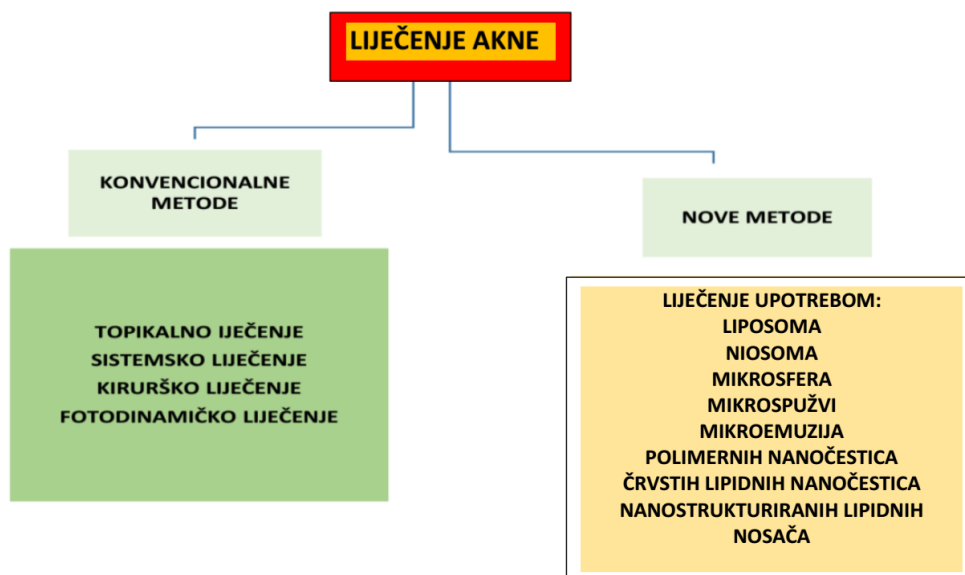 LIJEČENJE AKNE
KONVENCIONALNE
METODE
TOPIKALNO IJEČENJE
SISTEMSKO LIJEČENJE
KIRURŠKO LIJEČENJE
FOTODINAMIČKO LIJEČENJE
NOVE METODE
LIJEČENJE UPOTREBOM:
LIPOSOMA
NIOSOMA
MIKROSFERA
MIKROSPUŽVI
MIKROEMUZIJA
POLIMERNIH NANOČESTICA
ČRVSTIH LIPIDNIH NANOČESTICA
NANOSTRUKTURIRANIH LIPIDNIH
NOSAČA